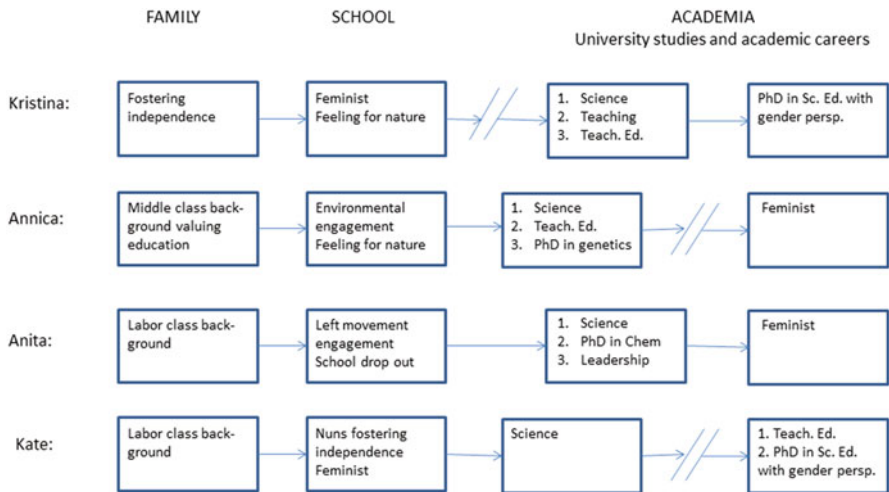 FAMILY
SCHOOL
ACADEMIA
University studies and academic careers
Kristina:
Fostering
independence
Feminist
Feeling for nature
1. Science
2. Teaching
3. Teach. Ed.
PhD in Sc. Ed. with
gender persp.
Annica:
Middle class back-
ground valuing
education
Environmental
engagement
Feeling for nature
1. Science
2. Teach. Ed.
3. PhD in genetics
Feminist
Anita:
Labor class back-
ground
Left movement
engagement
School drop out
1. Science
2. PhD in Chem
3. Leadership
Feminist
Kate:
Labor class back-
ground
Nuns fostering
independence
Feminist
Science
1. Teach. Ed.
2. PhD in Sc. Ed.
with gender persp.